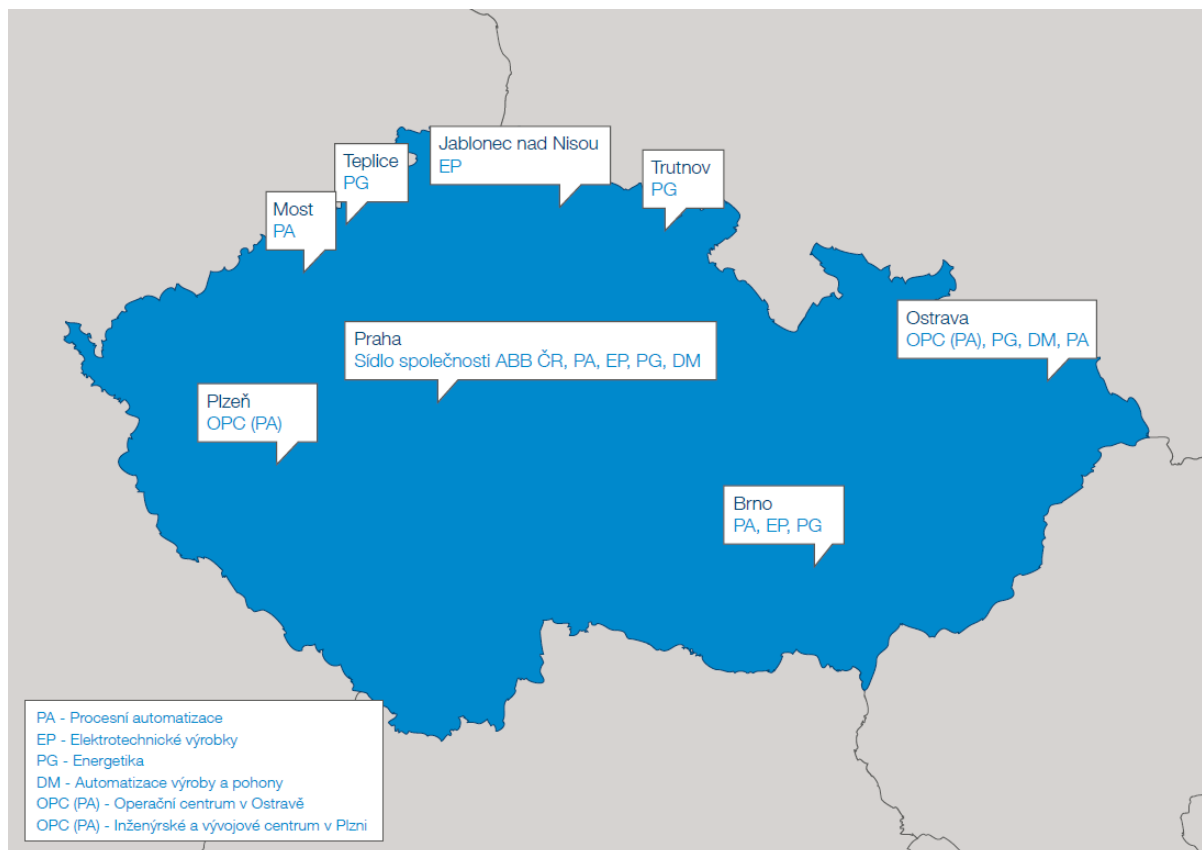 Jablonec nad Nisou
EP
Teplice
PG
Trutnov
PG
Most
PA
Ostrava
OPC (PA), PG, DM, PA
Praha
Sídlo společnosti ABB ČR, PA, EP, PG, DM
Plzeň
OPC (PA)
Brno
PA, EP, PG
PA - Procesní automatizace
EP - Elektrotechnické výrobky
PG - Energetika
DM - Automatizace výroby a pohony
OPC (PA) - Operační centrum v Ostravě
OPC (PA) - Inženýrské a vývojové centrum v Plzni